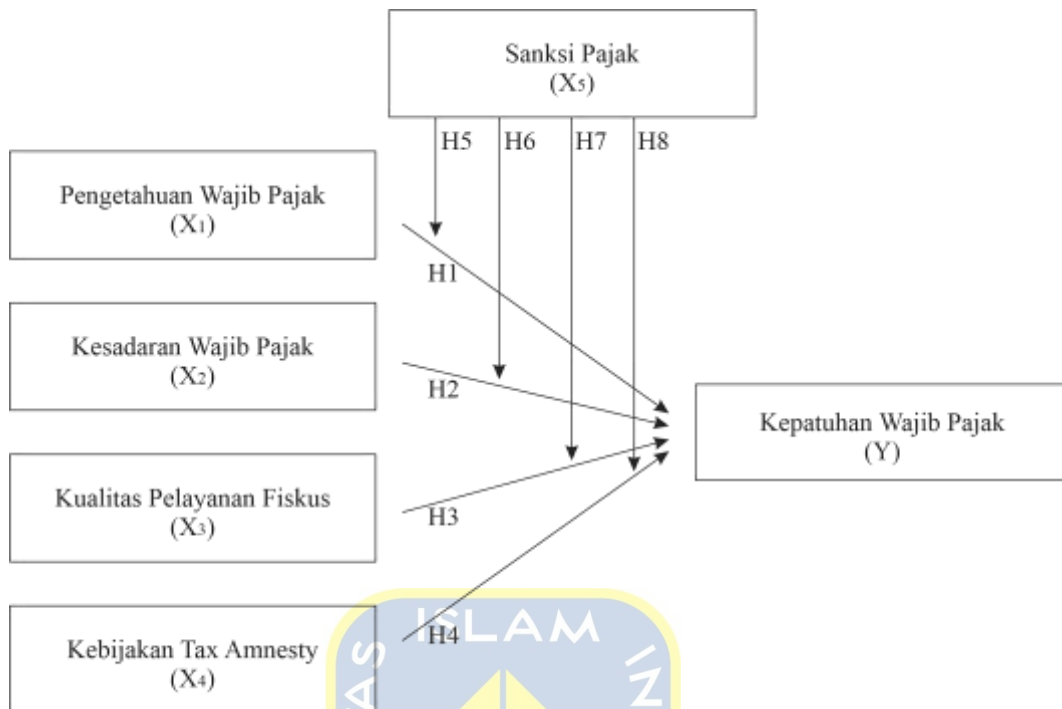 Sanksi Pajak
(X5)
H5 H6 H7 H8
Pengetahuan Wajib Pajak
(X1)
H1
Kesadaran Wajib Pajak
(X2)
H2
Kepatuhan Wajib Pajak
(Y)
Kualitas Pelayanan Fiskus
(X3)
H3
Kebijakan Tax Amnesty
(X4)
H4
ISLAM